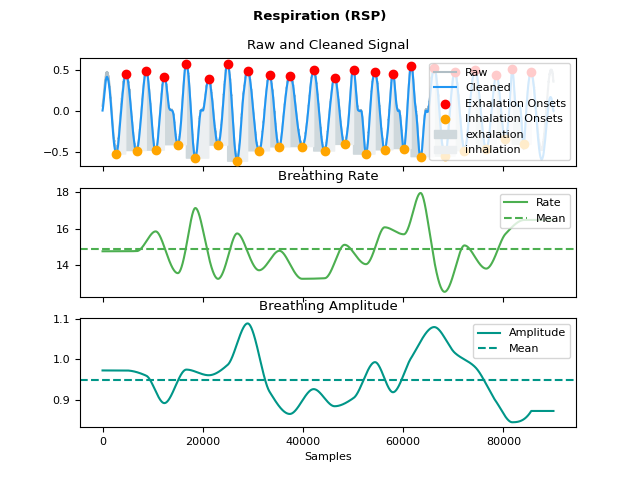 Respiration (RSP)
Raw and Cleaned Signal
0.5
0.0
−0.5
Raw
Cleaned
Exhalation Onsets
Inhalation Onsets
exhalation
inhalation
Breathing Rate
18
16
14
Rate
Mean
Breathing Amplitude
1.1
1.0
0.9
Amplitude
Mean
0
20000
40000
60000
80000
Samples